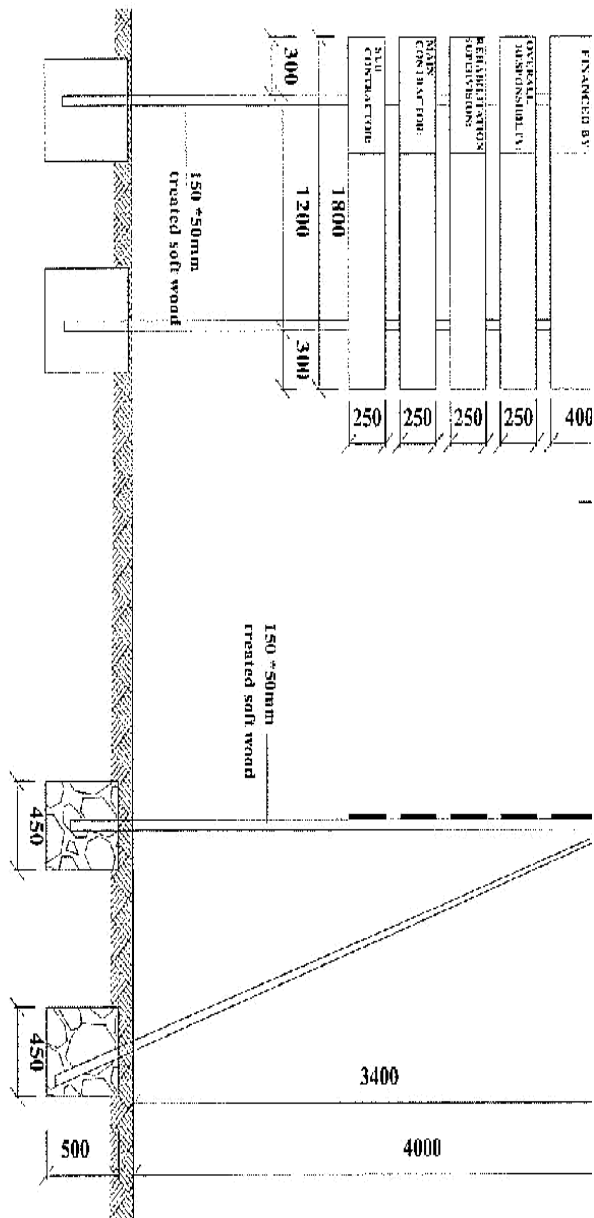 FINANCED BY
OVERALL
RESPONSIBILITY:
REHABILITATION
SUPERVISION:
MAIN
CONTRACTOR:
SUB
CONTRACTOR:
400
250
250
250
250
300
1200
300
1800
150 *50mm
treated soft wood
150 *50mm
treated soft wood
450
450
3400
4000
500